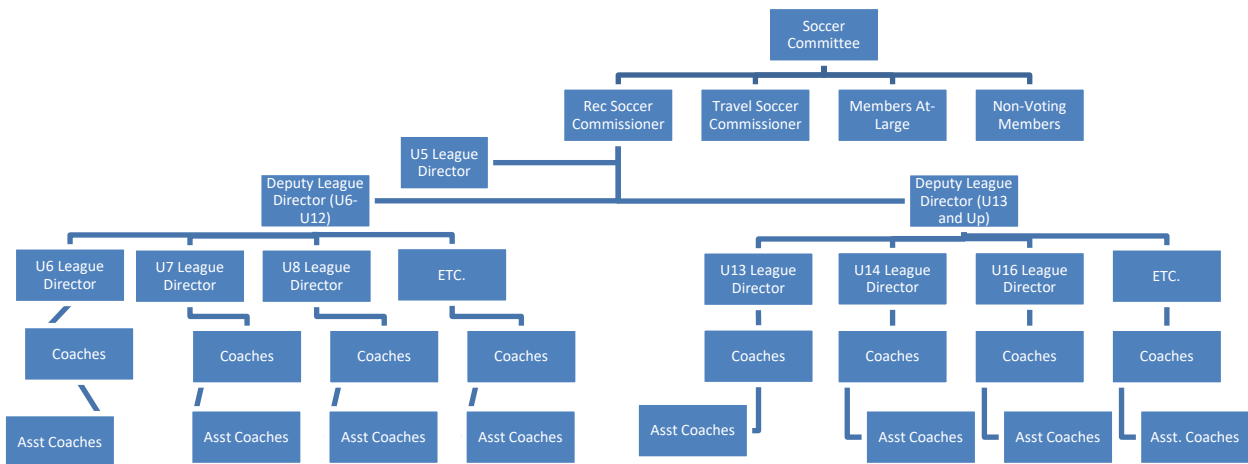 Soccer
Committee
Rec Soccer
Commissioner
Travel Soccer
Commissioner
Members At-
Large
Non-Voting
Members
U5 League
Director
Deputy League
Director (U6-
U12)
Deputy League
Director (U13
and Up)
U6 League
Director
U7 League
Director
U8 League
Director
ETC.
U13 League
Director
U14 League
Director
U16 League
Director
ETC.
Coaches
Coaches
Coaches
Coaches
Coaches
Coaches
Coaches
Coaches
Asst Coaches
Asst Coaches
Asst Coaches
Asst Coaches
Asst Coaches
Asst Coaches
Asst Coaches
Asst. Coaches